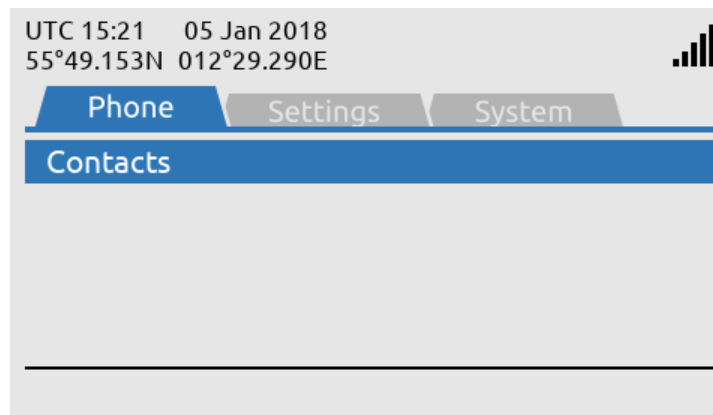 UTC 15:21 05 Jan 2018
55°49.153N 012°29.290E
Phone Settings System
Contacts